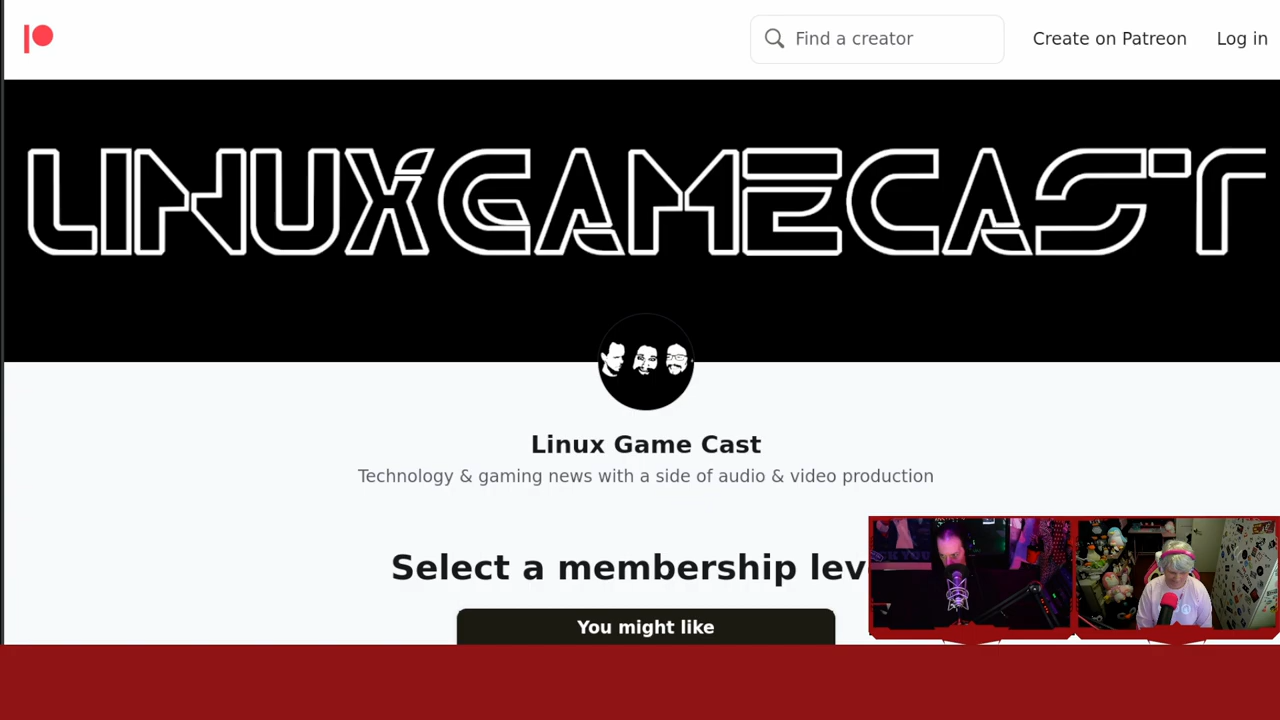 Find a creator
Create on Patreon
Log in
LINUXGAMECAST
Linux Game Cast
Technology & gaming news with a side of audio & video production
Select a membership lev
You might like